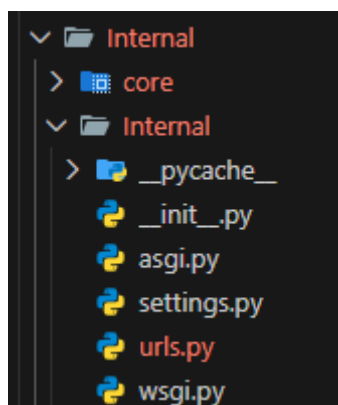 Internal
core
Internal
__pycache__
__init__.py
asgi.py
settings.py
urls.py
wsgi.py